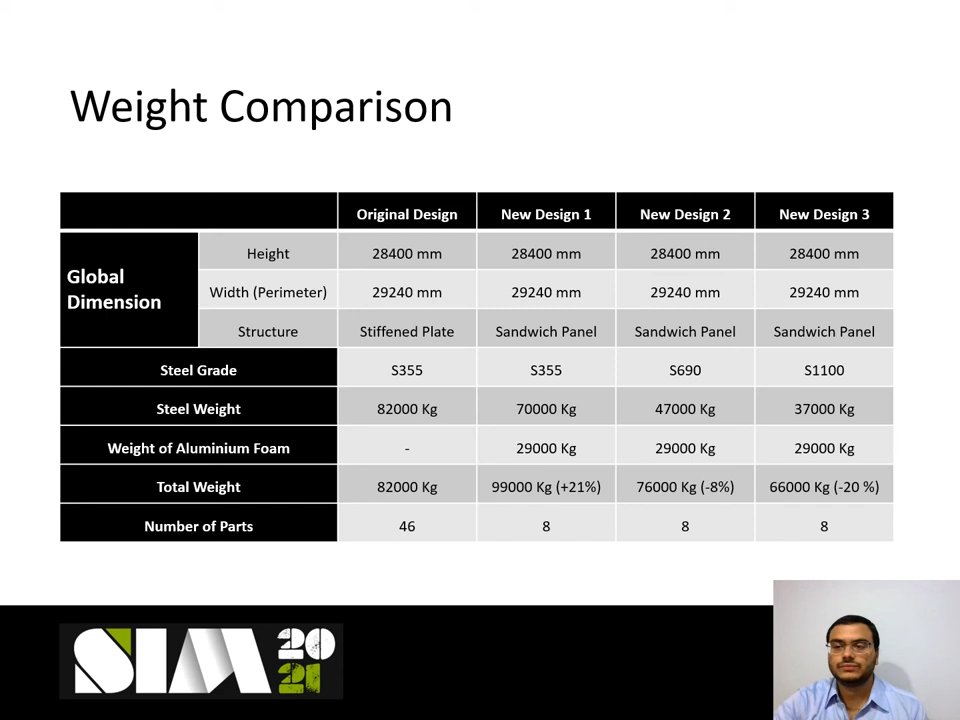 Weight Comparison
Original Design New Design 1 New Design 2 New Design 3
Global Dimension Height 28400 mm 28400 mm 28400 mm 28400 mm
Width (Perimeter) 29240 mm 29240 mm 29240 mm 29240 mm
Structure Stiffened Plate Sandwich Panel Sandwich Panel Sandwich Panel
Steel Grade S355 S355 S690 S1100
Steel Weight 82000 Kg 70000 Kg 47000 Kg 37000 Kg
Weight of Aluminium Foam - 29000 Kg 29000 Kg 29000 Kg
Total Weight 82000 Kg 99000 Kg (+21%) 76000 Kg (-8%) 66000 Kg (-20 %)
Number of Parts 46 8 8 8
SIM 20
21